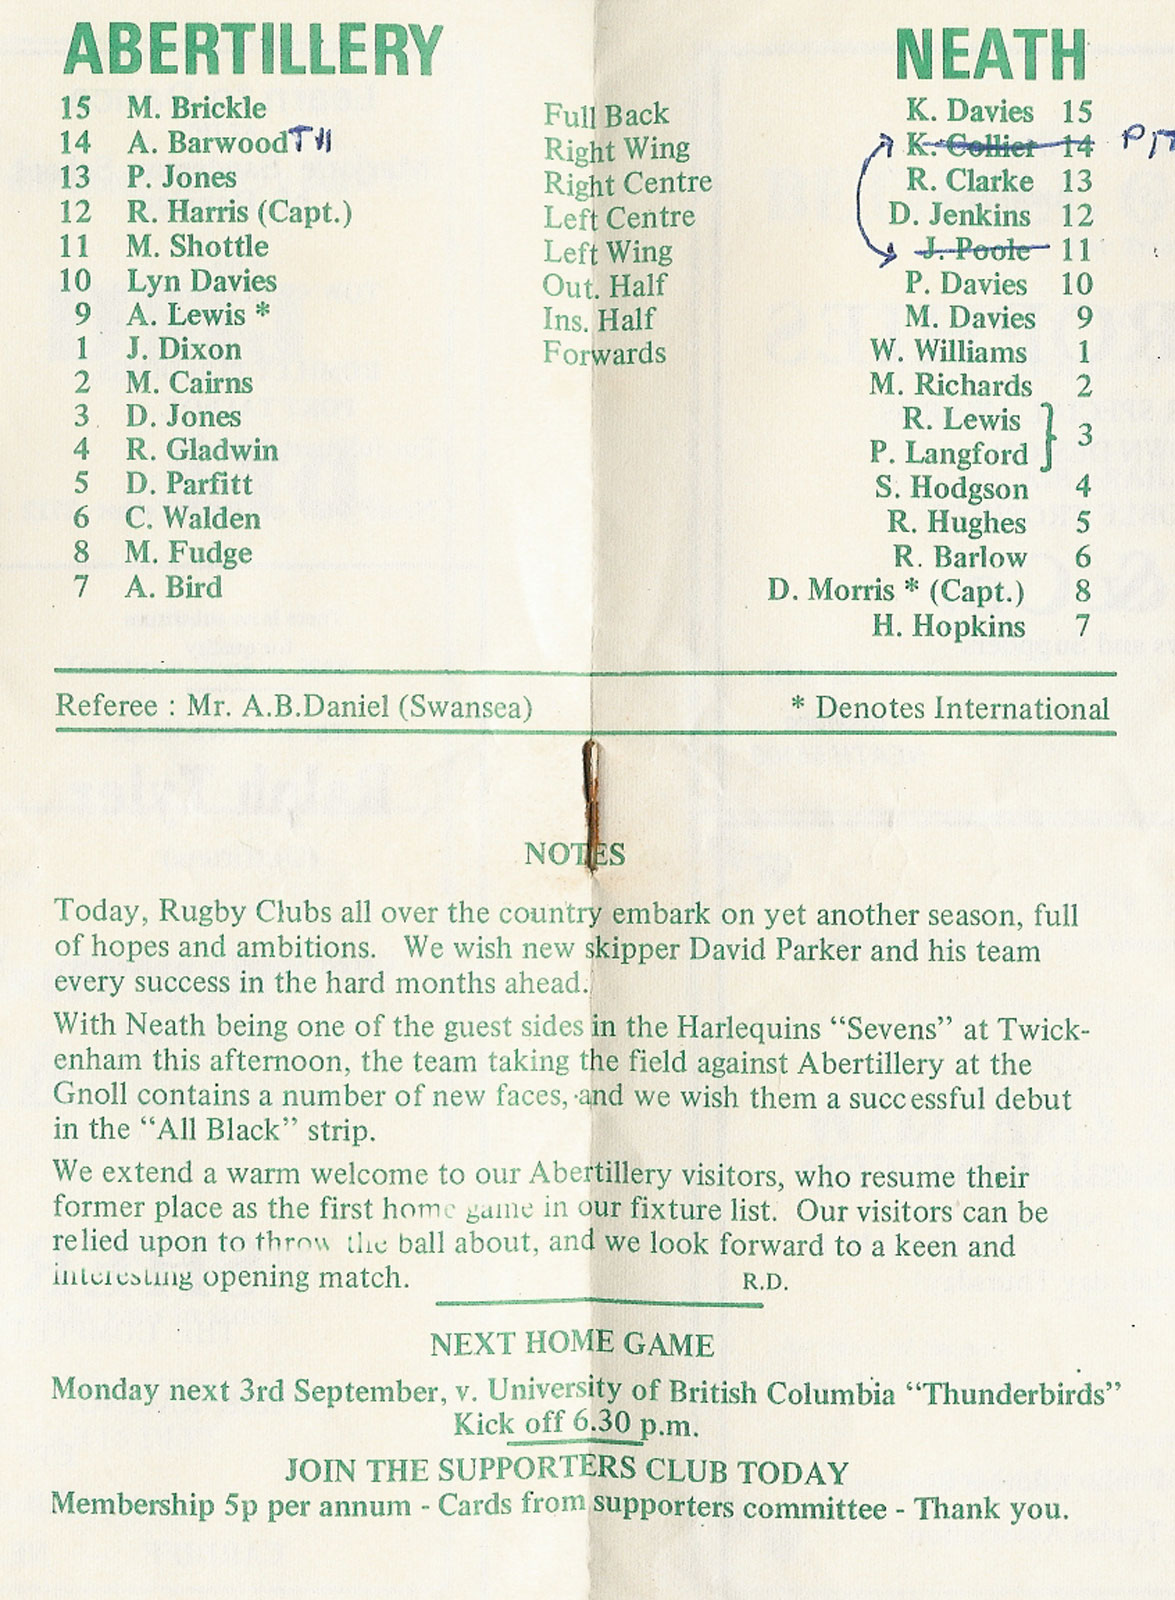 ABERTILLERY NEATH
15 M. Brickle Full Back K. Davies 15
14 A. Barwood TH Right Wing K. Collier 14
13 P. Jones Right Centre R. Clarke 13
12 R. Harris (Capt.) Left Centre D. Jenkins 12
11 M. Shottle Left Wing J. Poole 11
10 Lyn Davies Out. Half P. Davies 10
9 A. Lewis * Ins. Half M. Davies 9
1 J. Dixon Forwards W. Williams 1
2 M. Cairns M. Richards 2
3 D. Jones R. Lewis
4 R. Gladwin P. Langford } 3
5 D. Parfitt S. Hodgson 4
6 C. Walden R. Hughes 5
8 M. Fudge R. Barlow 6
7 A. Bird D. Morris * (Capt.) 8
H. Hopkins 7
Referee : Mr. A.B.Daniel (Swansea) * Denotes International
NOTES
Today, Rugby Clubs all over the country embark on yet another season, full
of hopes and ambitions. We wish new skipper David Parker and his team
every success in the hard months ahead.
With Neath being one of the guest sides in the Harlequins “Sevens” at Twick-
enham this afternoon, the team taking the field against Abertillery at the
Gnoll contains a number of new faces, and we wish them a successful debut
in the “All Black” strip.
We extend a warm welcome to our Abertillery visitors, who resume their
former place as the first home game in our fixture list. Our visitors can be
relied upon to throw the ball about, and we look forward to a keen and
interesting opening match. R.D.
NEXT HOME GAME
Monday next 3rd September, v. University of British Columbia “Thunderbirds”
Kick off 6.30 p.m.
JOIN THE SUPPORTERS CLUB TODAY
Membership 5p per annum - Cards from supporters committee - Thank you.